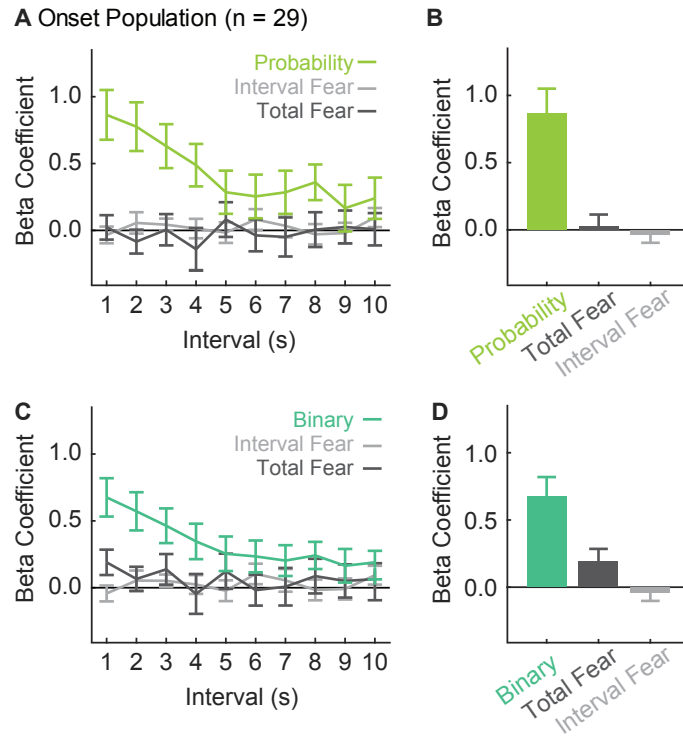 A Onset Population (n = 29)
Probability
Interval Fear
Total Fear
Beta Coefficient
1.0
0.5
0.0
1 2 3 4 5 6 7 8 9 10
Interval (s)
B
Beta Coefficient
1.0
0.5
0.0
Probability
Total Fear
Interval Fear
C
Binary
Interval Fear
Total Fear
Beta Coefficient
1.0
0.5
0.0
1 2 3 4 5 6 7 8 9 10
Interval (s)
D
Beta Coefficient
1.0
0.5
0.0
Binary
Total Fear
Interval Fear